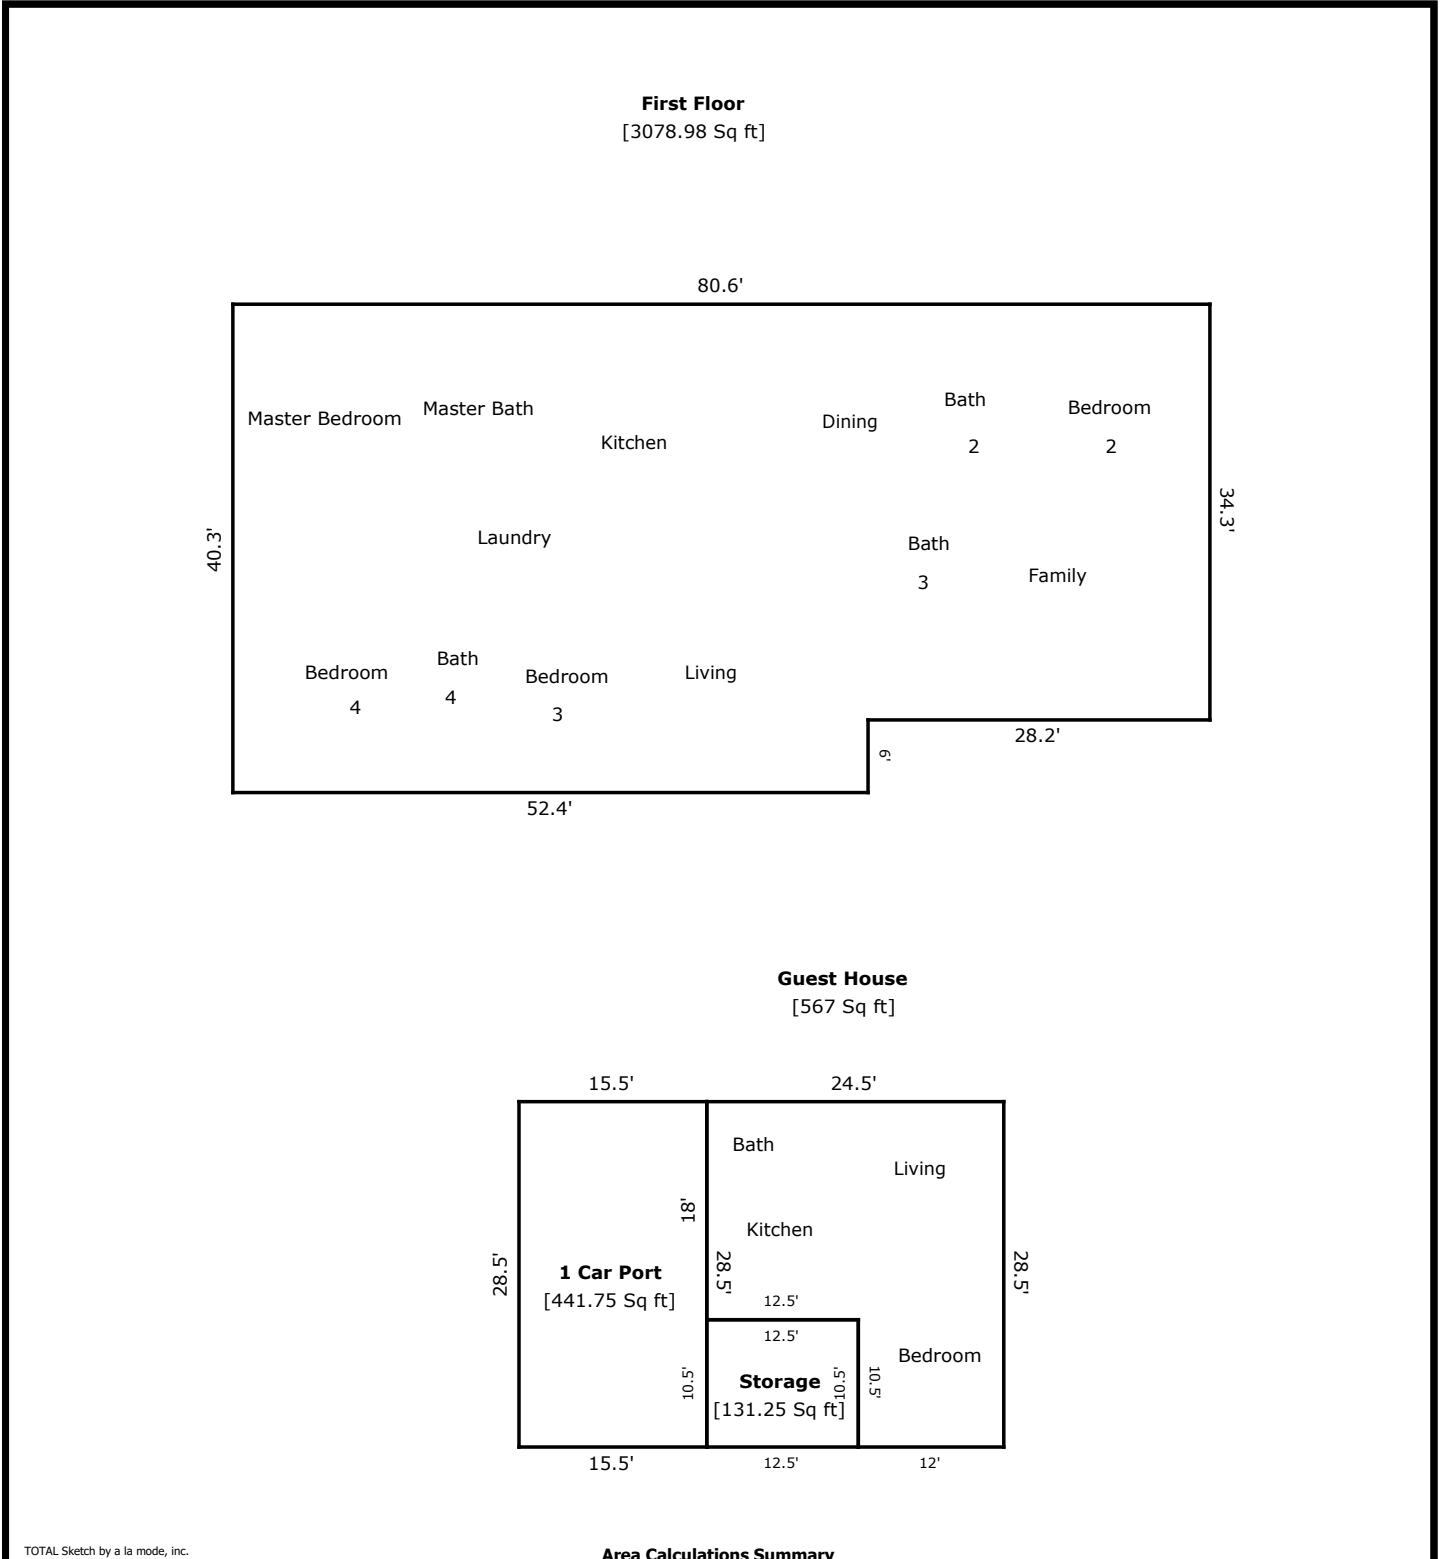 First Floor
[3078.98 Sq ft]
80.6'
Master Bedroom
Master Bath
Kitchen
Dining
Bath
2
Bedroom
2
34.3'
40.3'
Laundry
Bath
3
Family
Bedroom
4
Bath
4
Bedroom
3
Living
28.2'
6'
52.4'
Guest House
[567 Sq ft]
15.5'
24.5'
Bath
Living
18'
Kitchen
28.5'
1 Car Port
[441.75 Sq ft]
28.5'
28.5'
12.5'
12.5'
Bedroom
10.5'
Storage
[131.25 Sq ft]
10.5'
10.5'
15.5'
12.5'
12'
TOTAL Sketch by a la mode, inc.
Area Calculations Summary